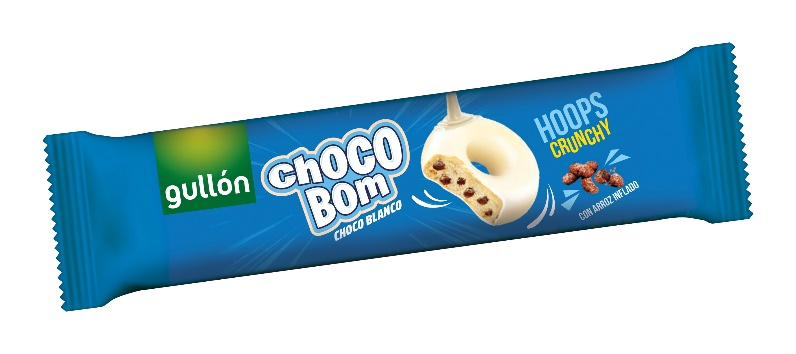 gullón
chOCO
BOM
CHOCO BLANCO
HOOPS
CRUNCHY
CON ARROZ INFLADO